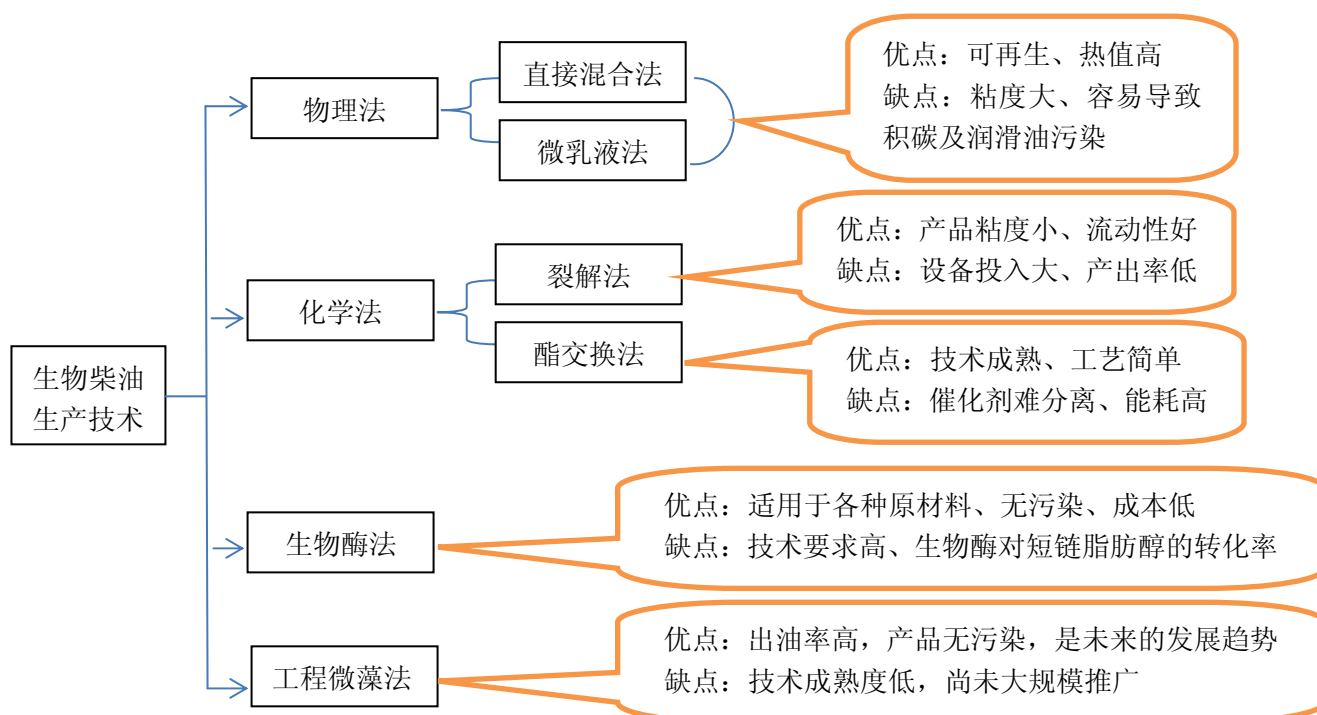 生物柴油
生产技术
物理法
直接混合法
微乳液法
优点：可再生、热值高
缺点：粘度大、容易导致
积碳及润滑油污染
化学法
裂解法
优点：产品粘度小、流动性好
缺点：设备投入大、产出率低
酯交换法
优点：技术成熟、工艺简单
缺点：催化剂难分离、能耗高
生物酶法
优点：适用于各种原材料、无污染、成本低
缺点：技术要求高、生物酶对短链脂肪醇的转化率
工程微藻法
优点：出油率高，产品无污染，是未来的发展趋势
缺点：技术成熟度低，尚未大规模推广